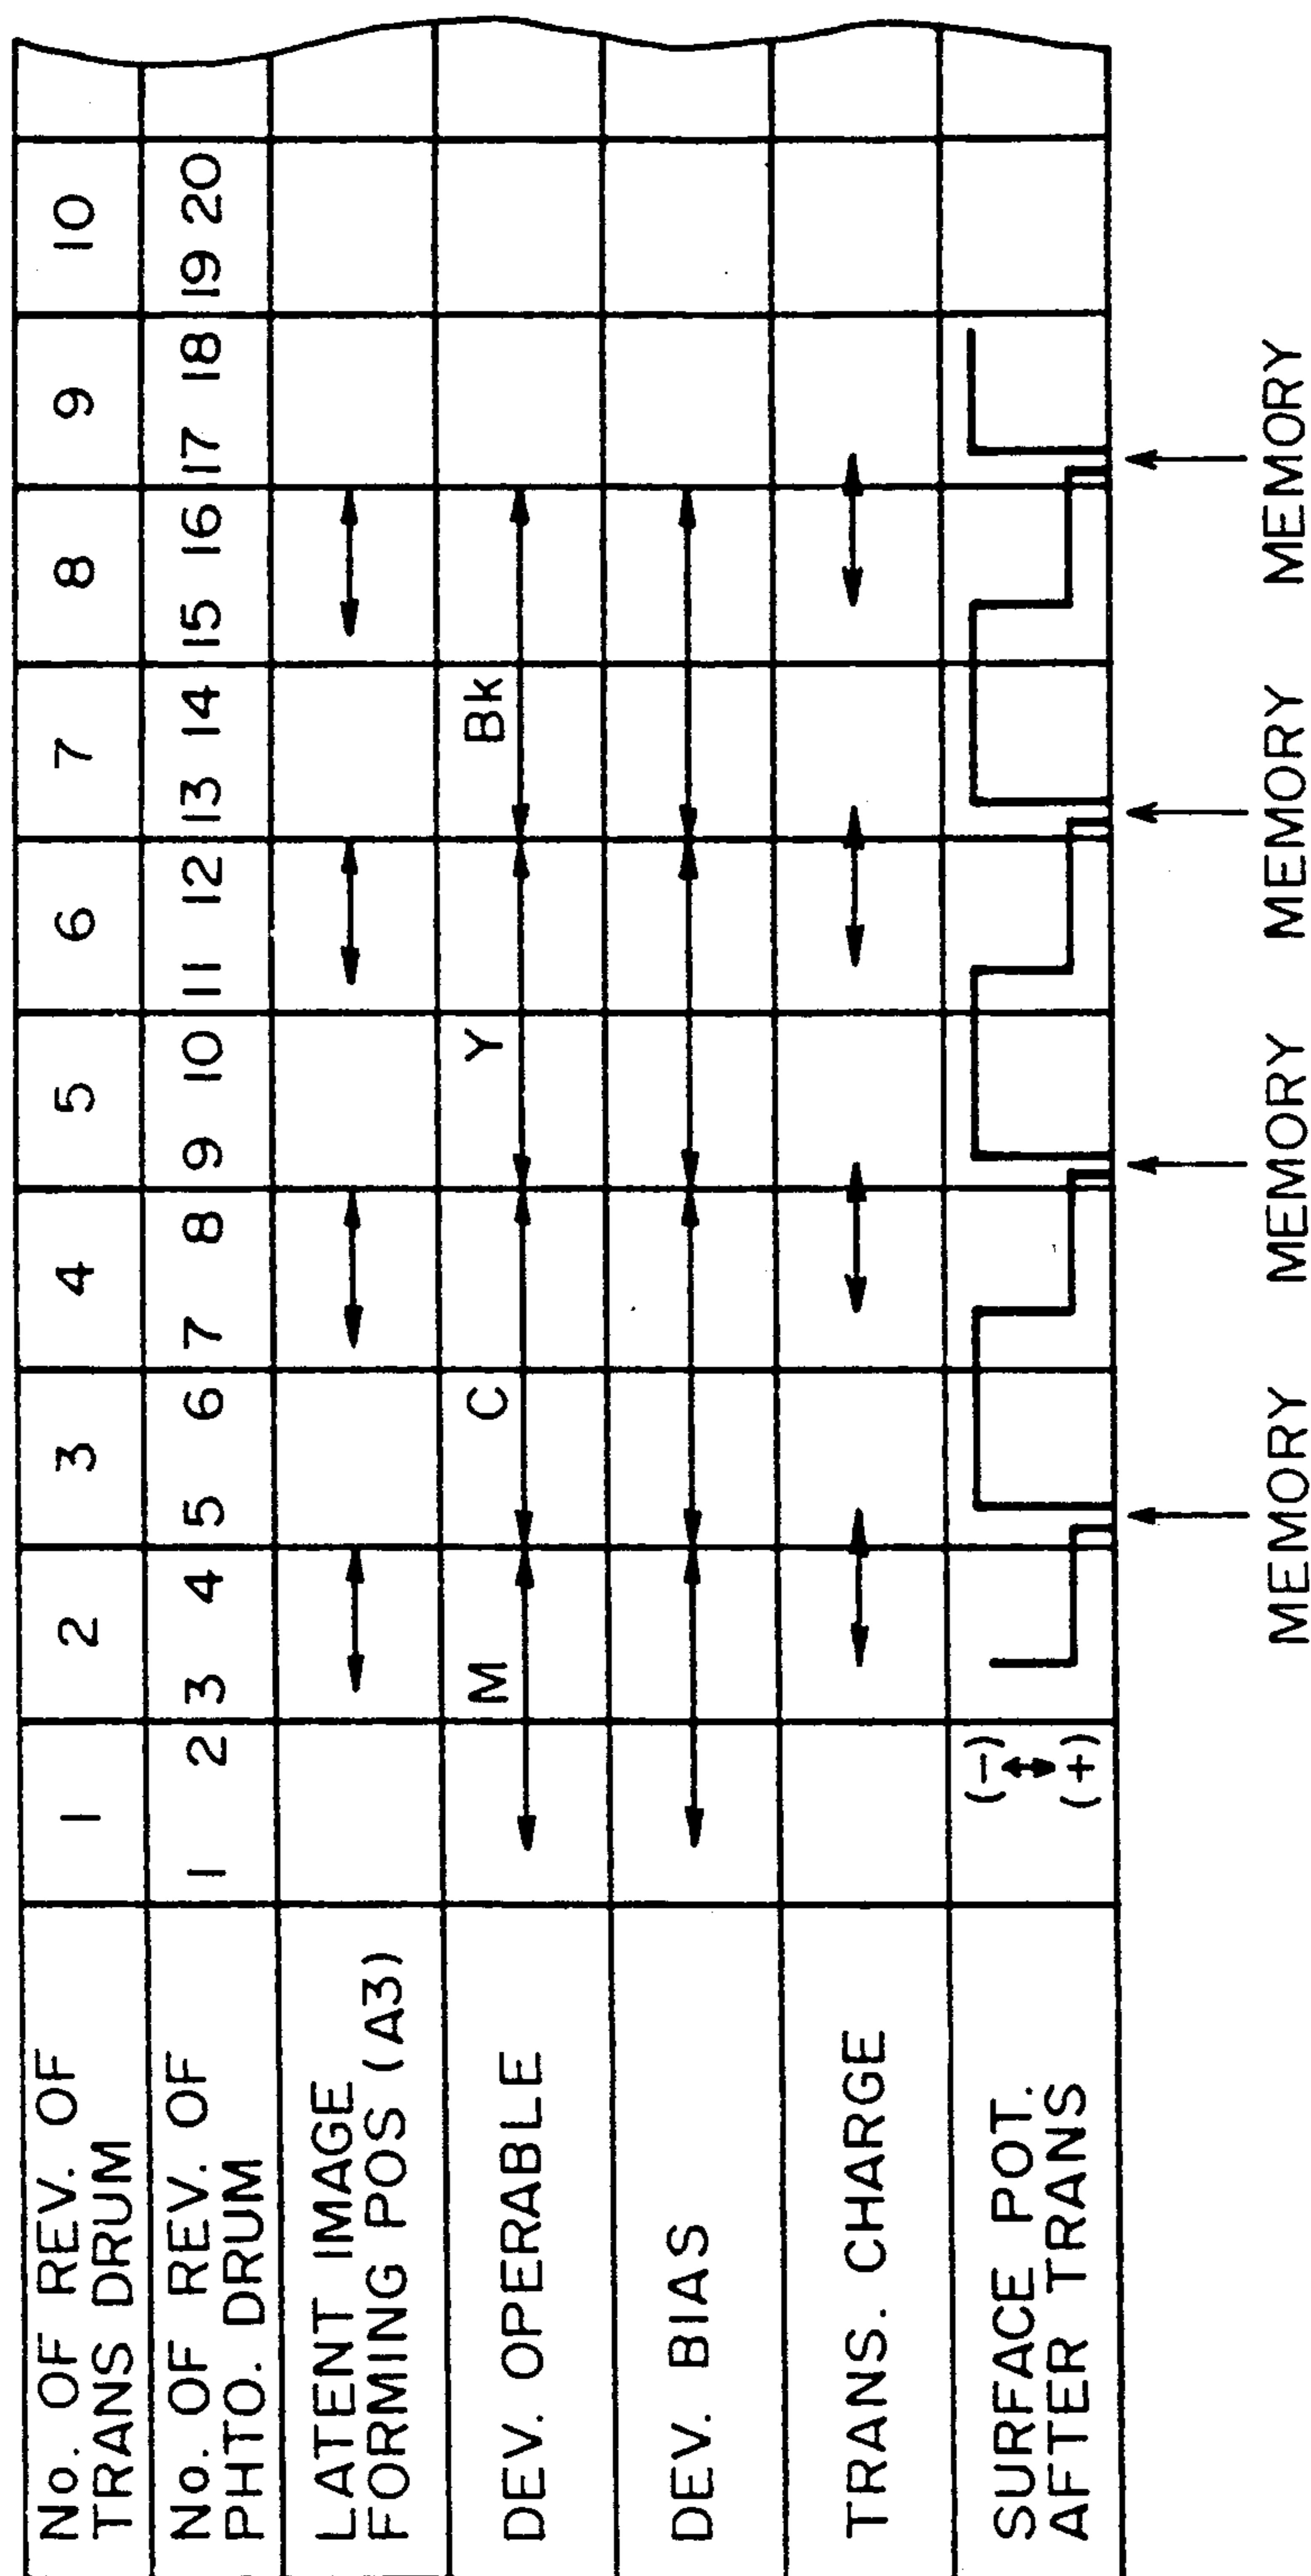 No. OF REV. OF
TRANS DRUM
1 2 3 4 5 6 7 8 9 10
No. OF REV. OF
PHTO. DRUM
1 2 3 4 5 6 7 8 9 10 11 12 13 14 15 16 17 18 19 20
LATENT IMAGE
FORMING POS (A3)
DEV. OPERABLE
M C Y Bk
DEV. BIAS
TRANS. CHARGE
SURFACE POT.
AFTER TRANS
(-)
(+)
MEMORY MEMORY MEMORY MEMORY